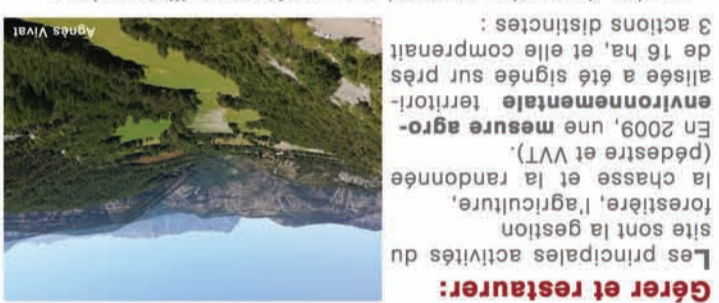 Gérer et restaurer:
Les principales activités du
site sont la gestion
forestière, l'agriculture,
la chasse et la randonnée
(pédestre et VVT).
En 2009, une mesure agro-
environnementale territori-
alisée a été signée sur près
de 16 ha, et elle comprenait
3 actions distinctes :
Agnès Vivat